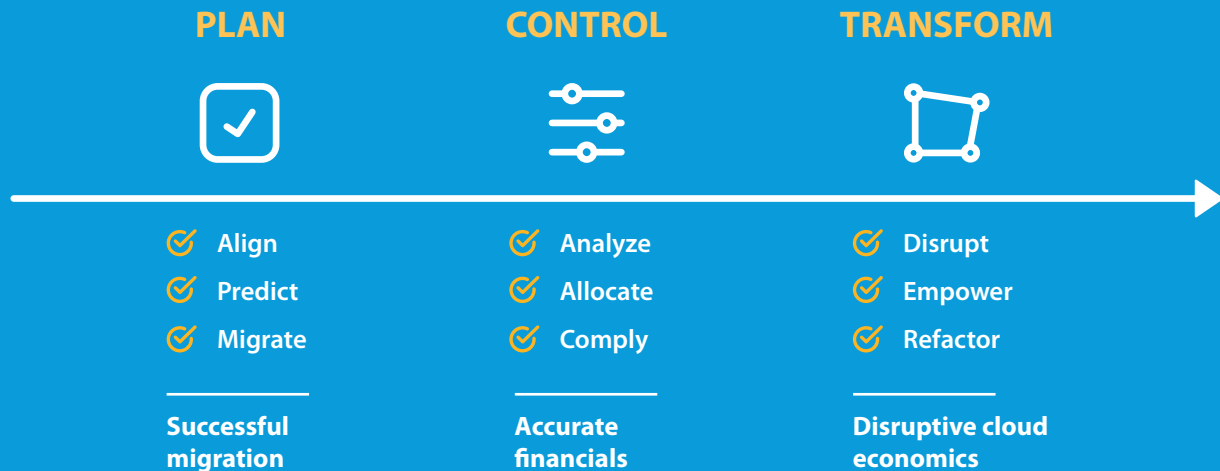 PLAN
CONTROL
TRANSFORM
Align
Predict
Migrate
Successful
migration
Analyze
Allocate
Comply
Accurate
financials
Disrupt
Empower
Refactor
Disruptive cloud
economics